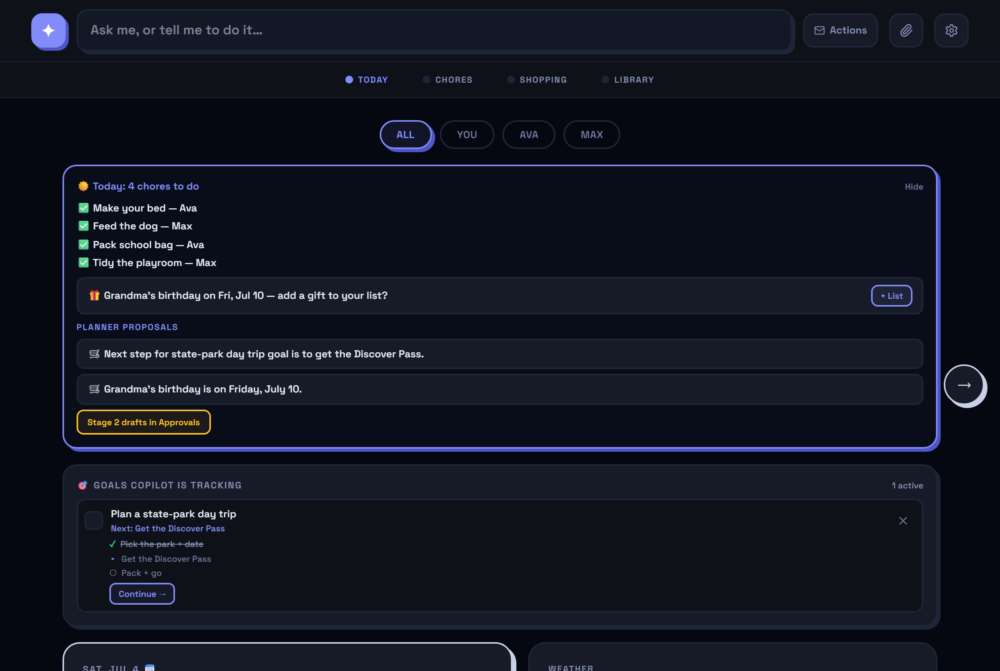 Ask me, or tell me to do it...
Actions
TODAY
CHORES
SHOPPING
LIBRARY
ALL
YOU
AVA
MAX
Today: 4 chores to do
Hide
Make your bed — Ava
Feed the dog — Max
Pack school bag — Ava
Tidy the playroom — Max
Grandma's birthday on Fri, Jul 10 — add a gift to your list?
+ List
PLANNER PROPOSALS
Next step for state-park day trip goal is to get the Discover Pass.
Grandma's birthday is on Friday, July 10.
Stage 2 drafts in Approvals
GOALS COPILOT IS TRACKING
1 active
Plan a state-park day trip
Next: Get the Discover Pass
Pick the park + date
Get the Discover Pass
Pack + go
Continue →
SAT, JUL 4
WEATHER